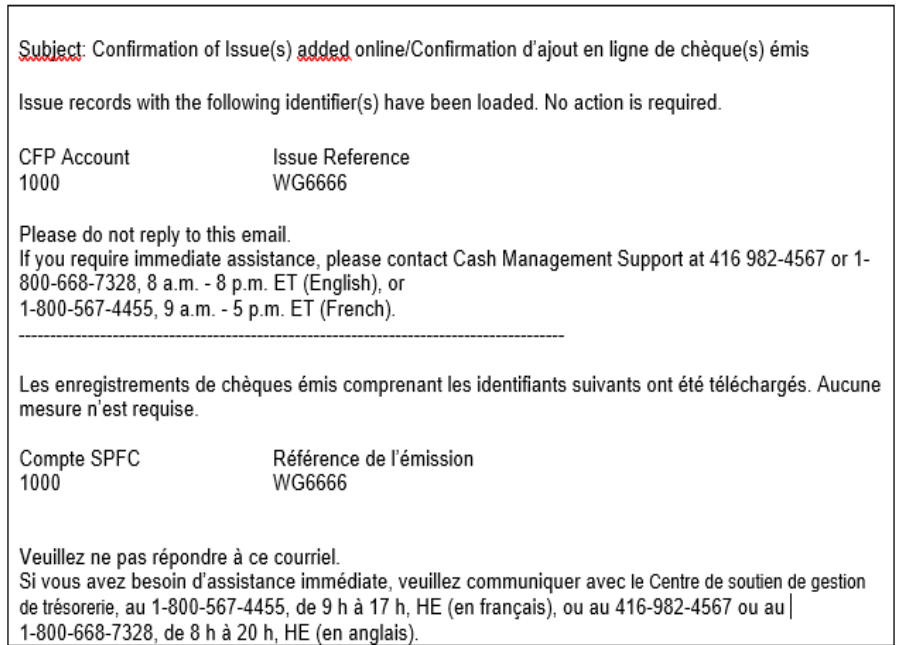 Subject: Confirmation of Issue(s) added online/Confirmation d'ajout en ligne de chèque(s) émis
Issue records with the following identifier(s) have been loaded. No action is required.
CFP Account Issue Reference
1000 WG6666
Please do not reply to this email.
If you require immediate assistance, please contact Cash Management Support at 416 982-4567 or 1-
800-668-7328, 8 a.m. - 8 p.m. ET (English), or
1-800-567-4455, 9 a.m. - 5 p.m. ET (French).
----------------------------------------------------------------------------------------
Les enregistrements de chèques émis comprenant les identifiants suivants ont été téléchargés. Aucune
mesure n'est requise.
Compte SPFC Référence de l'émission
1000 WG6666
Veuillez ne pas répondre à ce courriel.
Si vous avez besoin d'assistance immédiate, veuillez communiquer avec le Centre de soutien de gestion
de trésorerie, au 1-800-567-4455, de 9 h à 17 h, HE (en français), ou au 416-982-4567 ou au
1-800-668-7328, de 8 h à 20 h, HE (en anglais).